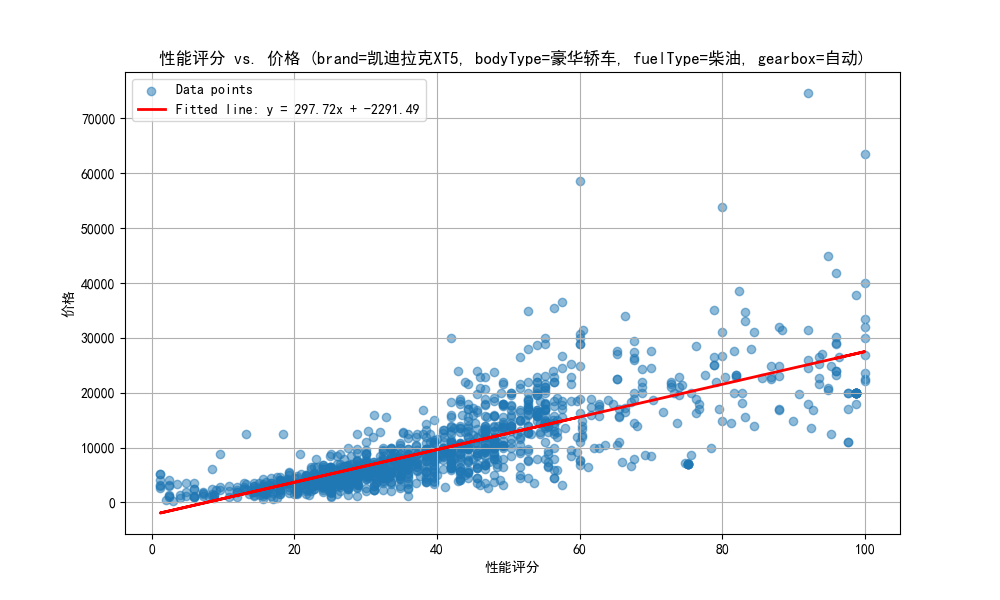 性能评分 vs. 价格 (brand=凯迪拉克XT5, bodyType=豪华轿车, fuelType=柴油, gearbox=自动)
Data points
Fitted line: y = 297.72x + -2291.49
70000
60000
50000
40000
30000
20000
10000
0
价格
0 20 40 60 80 100
性能评分